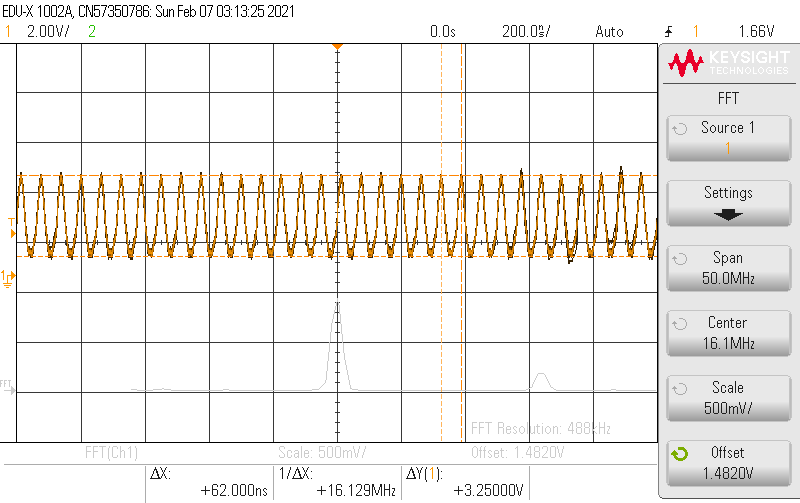 EDU-X 1002A, CN57350786: Sun Feb 07 03:13:25 2021
1 2.00V/ 2 0.0s 200.0ns/ Auto 1 1.66V
KEYSIGHT
TECHNOLOGIES
FFT
Source 1
1
Settings
Span
50.0MHz
Center
16.1MHz
Scale
500mV/
Offset
1.4820V
T
1
FFT
FFT Resolution: 488kHz
FFT(Ch1) Scale: 500mV/ Offset: 1.4820V
ΔX: 1/ΔX: ΔY(1):
+62.000ns +16.129MHz +3.25000V